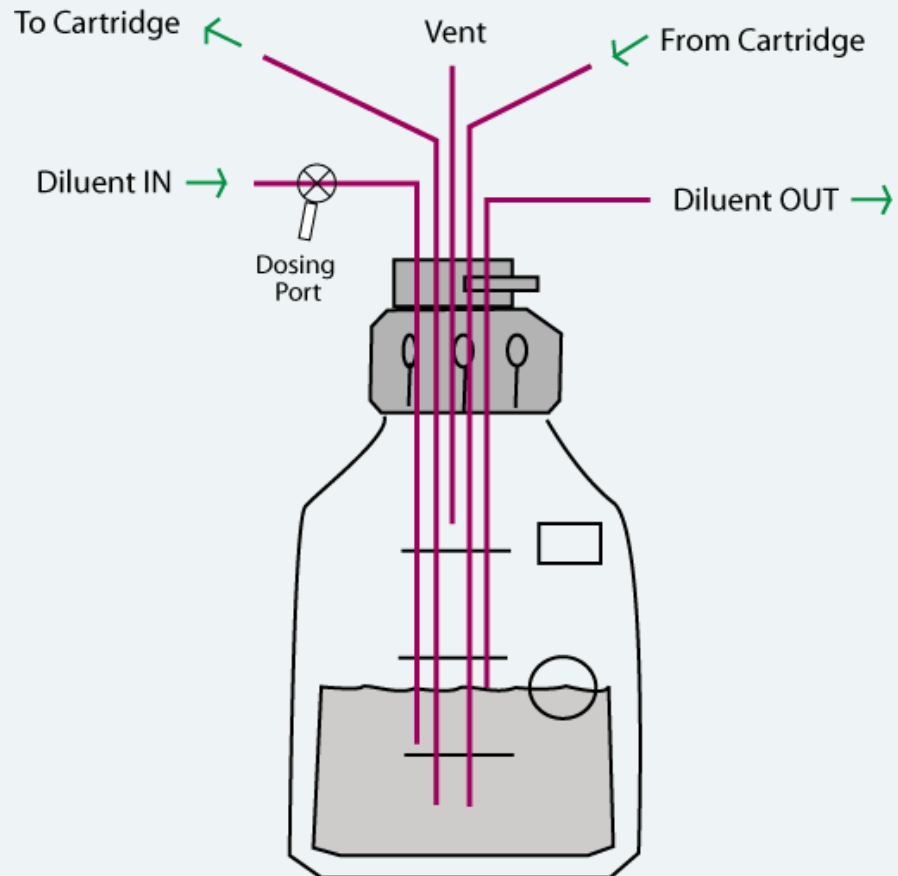 To Cartridge
Vent
From Cartridge
Diluent IN
Diluent OUT
Dosing
Port